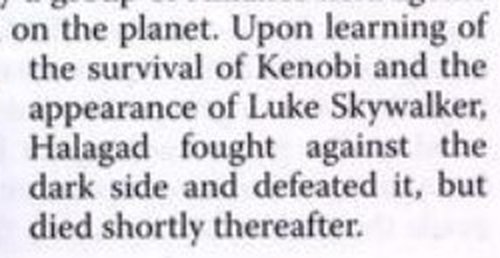 on the planet. Upon learning of
the survival of Kenobi and the
appearance of Luke Skywalker,
Halagad fought against the
dark side and defeated it, but
died shortly thereafter.